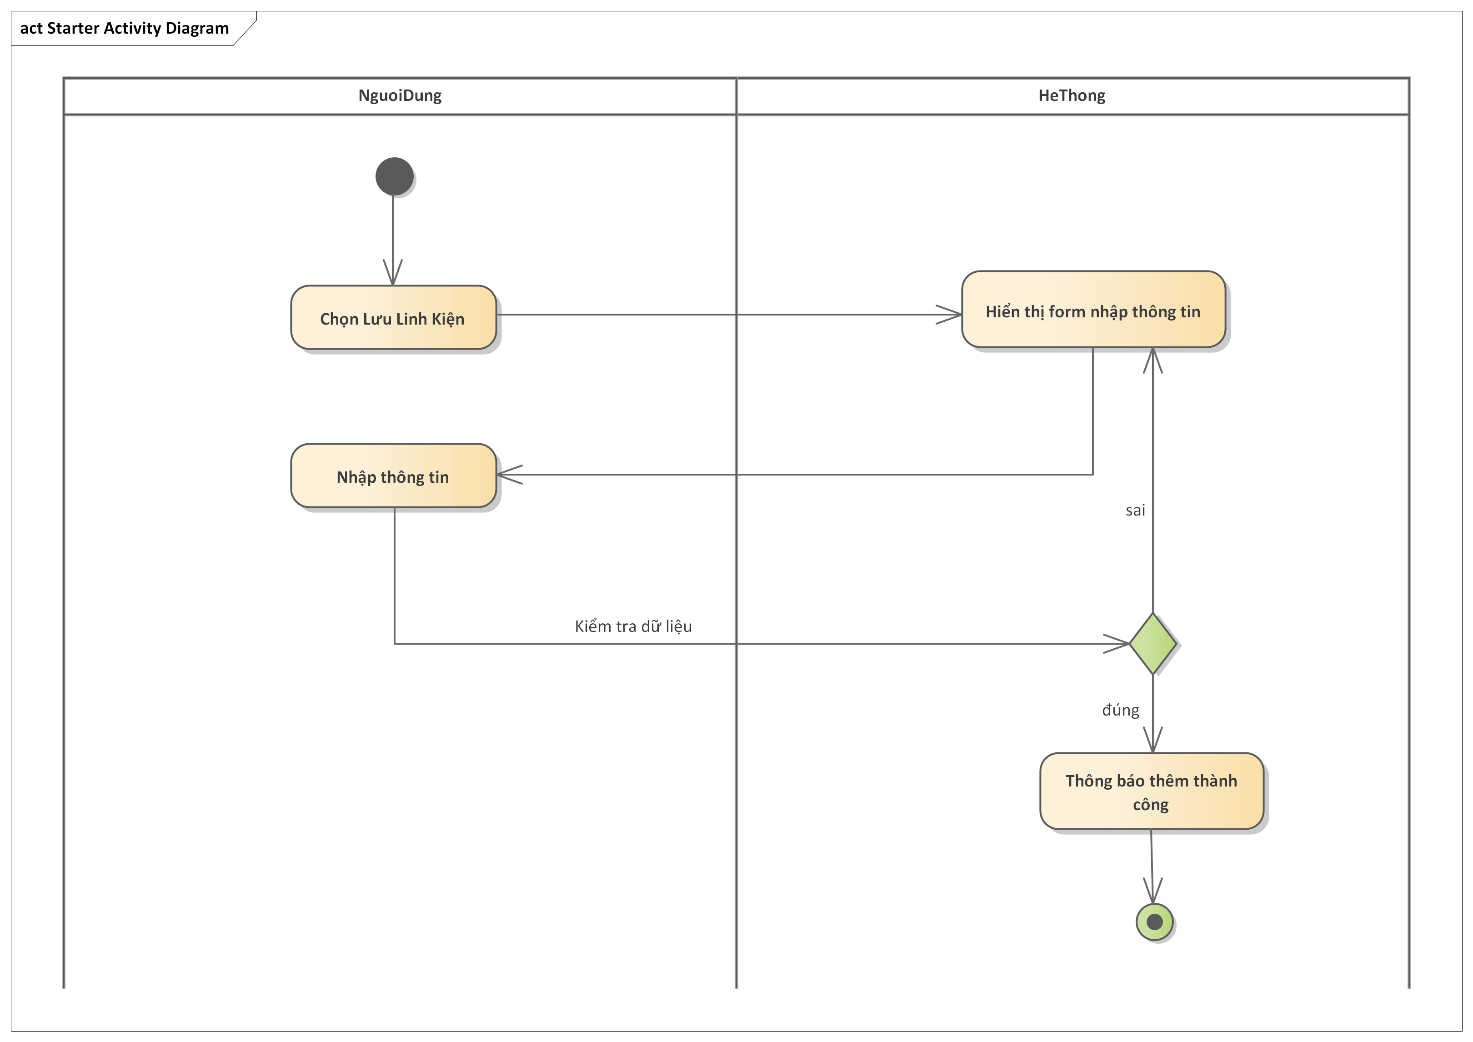 act Starter Activity Diagram
NguoiDung
HeThong
Chọn Lưu Linh Kiện
Hiển thị form nhập thông tin
Nhập thông tin
sai
Kiểm tra dữ liệu
đúng
Thông báo thêm thành
công